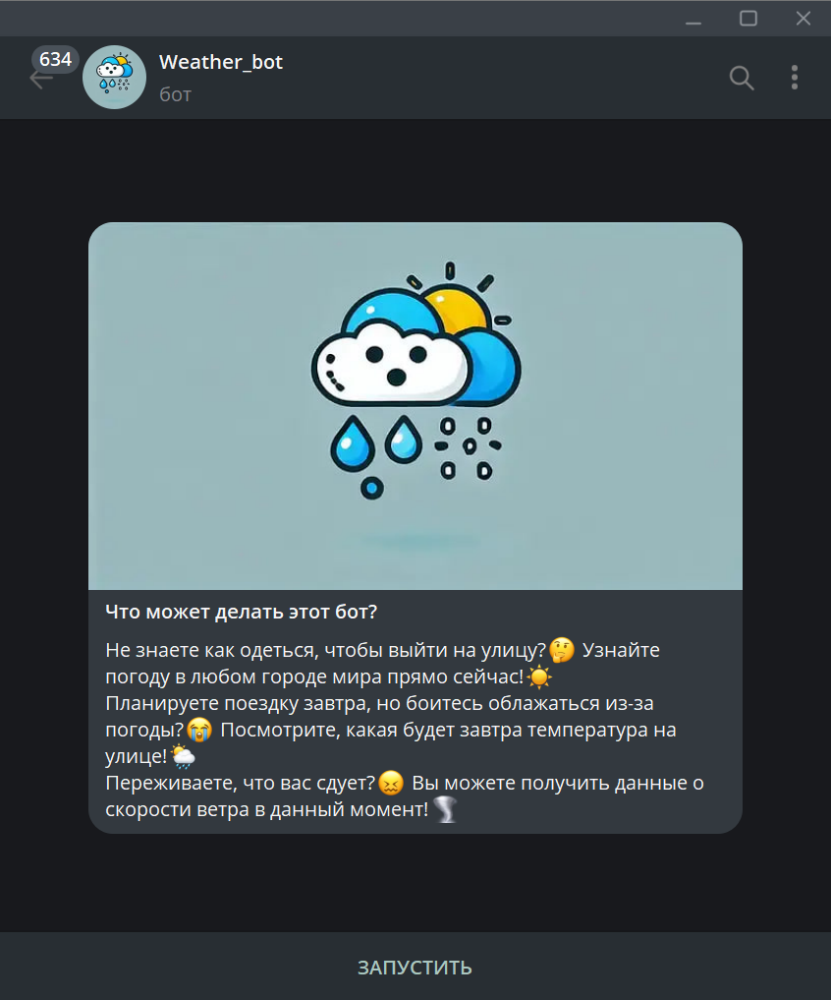 634
Weather_bot
бот
Что может делать этот бот?
Не знаете как одеться, чтобы выйти на улицу?🤔 Узнайте
погоду в любом городе мира прямо сейчас!☀️
Планируете поездку завтра, но боитесь облажаться из-за
погоды?😭 Посмотрите, какая будет завтра температура на
улице!🌦️
Переживаете, что вас сдует?😖 Вы можете получить данные о
скорости ветра в данный момент!🌪️
ЗАПУСТИТЬ